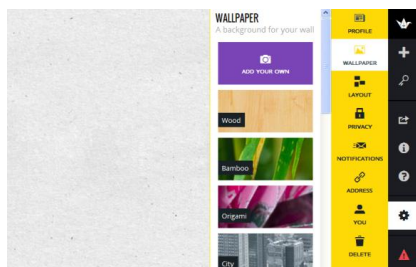 WALLPAPER
A background for your wall
ADD YOUR OWN
Wood
Bamboo
Origami
City
PROFILE
WALLPAPER
LAYOUT
PRIVACY
NOTIFICATIONS
ADDRESS
YOU
DELETE